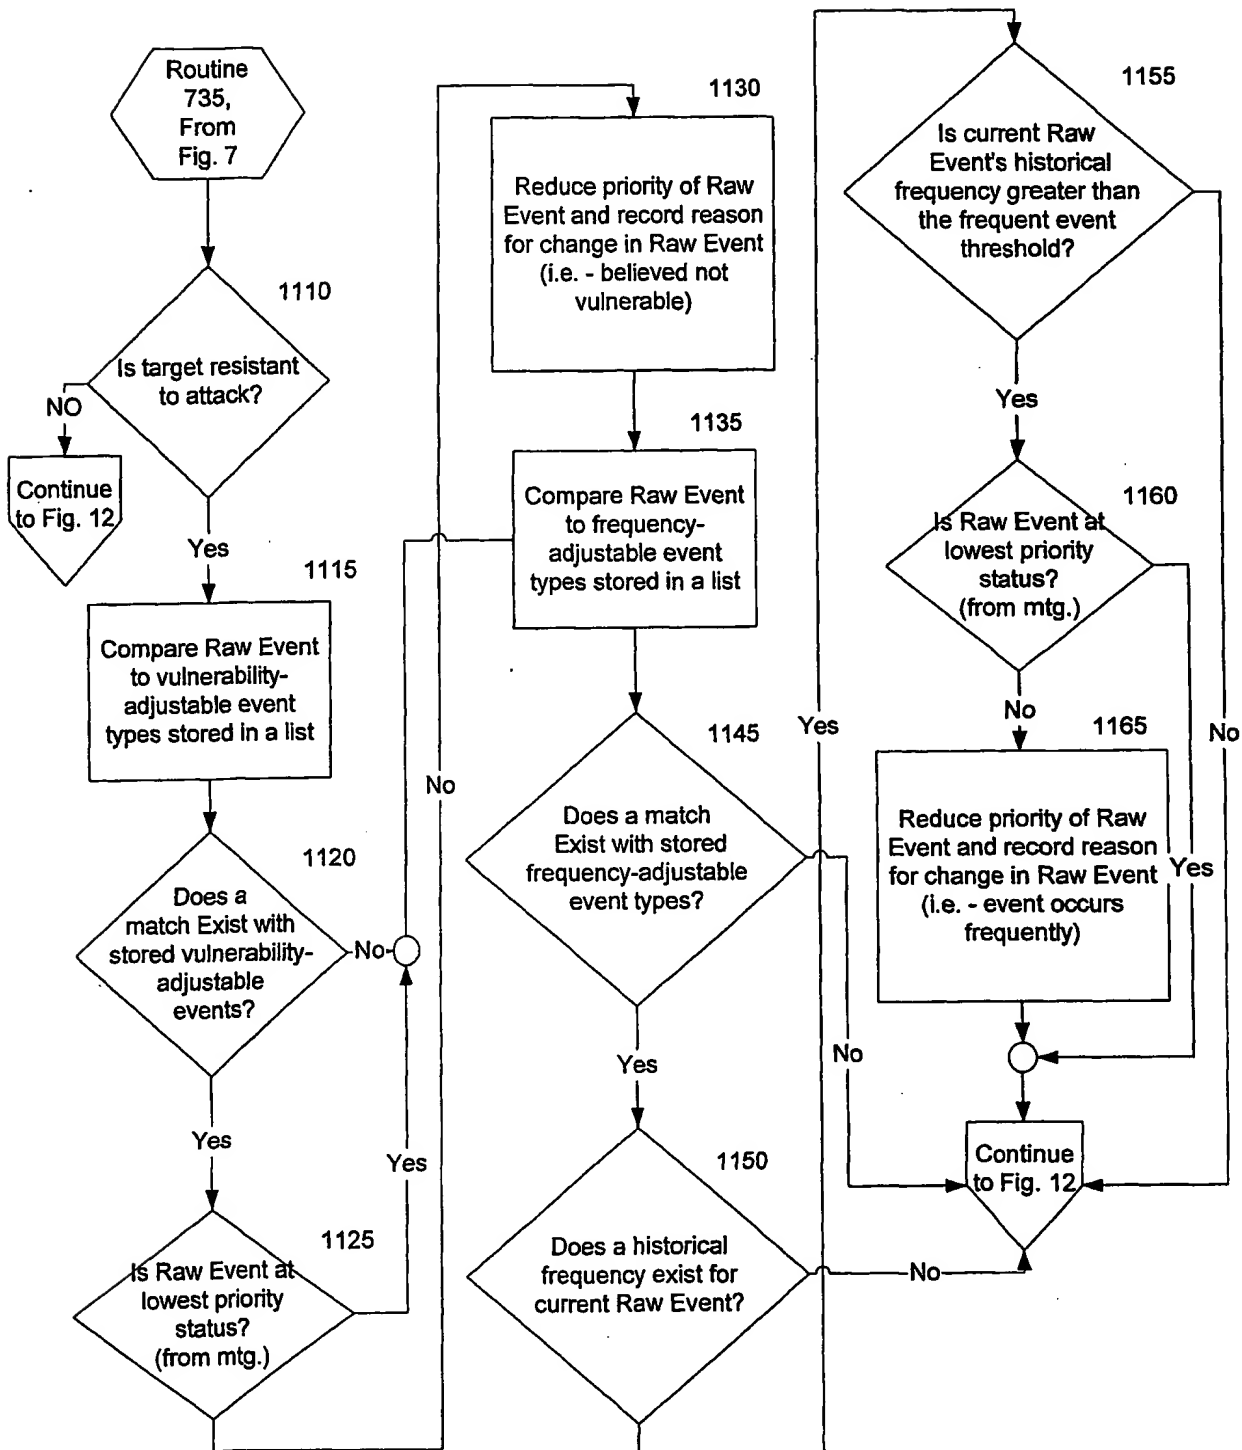 Routine
735,
From
Fig. 7
1110
Is target resistant
to attack?
NO
Continue
to Fig. 12
Yes
1115
Compare Raw Event
to vulnerability-
adjustable event
types stored in a list
1120
Does a
match Exist with
stored vulnerability-
adjustable
events?
No
Yes
Yes
1125
Is Raw Event at
lowest priority
status?
(from mtg.)
No
1130
Reduce priority of Raw
Event and record reason
for change in Raw Event
(i.e. - believed not
vulnerable)
1135
Compare Raw Event
to frequency-
adjustable event
types stored in a list
1145
Does a match
Exist with stored
frequency-adjustable
event types?
No
Yes
1150
Does a historical
frequency exist for
current Raw Event?
No
Yes
1155
Is current Raw
Event's historical
frequency greater than
the frequent event
threshold?
No
Yes
1160
Is Raw Event at
lowest priority
status?
(from mtg.)
Yes
No
1165
Reduce priority of Raw
Event and record reason
for change in Raw Event
(i.e. - event occurs
frequently)
Continue
to Fig. 12